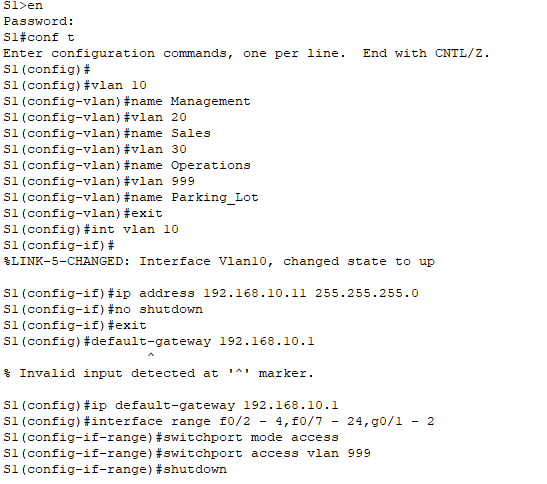 S1>en
Password:
S1#conf t
Enter configuration commands, one per line.  End with CNTL/Z.
S1(config)#
S1(config)#vlan 10
S1(config-vlan)#name Management
S1(config-vlan)#vlan 20
S1(config-vlan)#name Sales
S1(config-vlan)#vlan 30
S1(config-vlan)#name Operations
S1(config-vlan)#vlan 999
S1(config-vlan)#name Parking_Lot
S1(config-vlan)#exit
S1(config)#int vlan 10
S1(config-if)#
%LINK-5-CHANGED: Interface Vlan10, changed state to up
S1(config-if)#ip address 192.168.10.11 255.255.255.0
S1(config-if)#no shutdown
S1(config-if)#exit
S1(config)#default-gateway 192.168.10.1
^
% Invalid input detected at '^' marker.
S1(config)#ip default-gateway 192.168.10.1
S1(config)#interface range f0/2 - 4,f0/7 - 24,g0/1 - 2
S1(config-if-range)#switchport mode access
S1(config-if-range)#switchport access vlan 999
S1(config-if-range)#shutdown